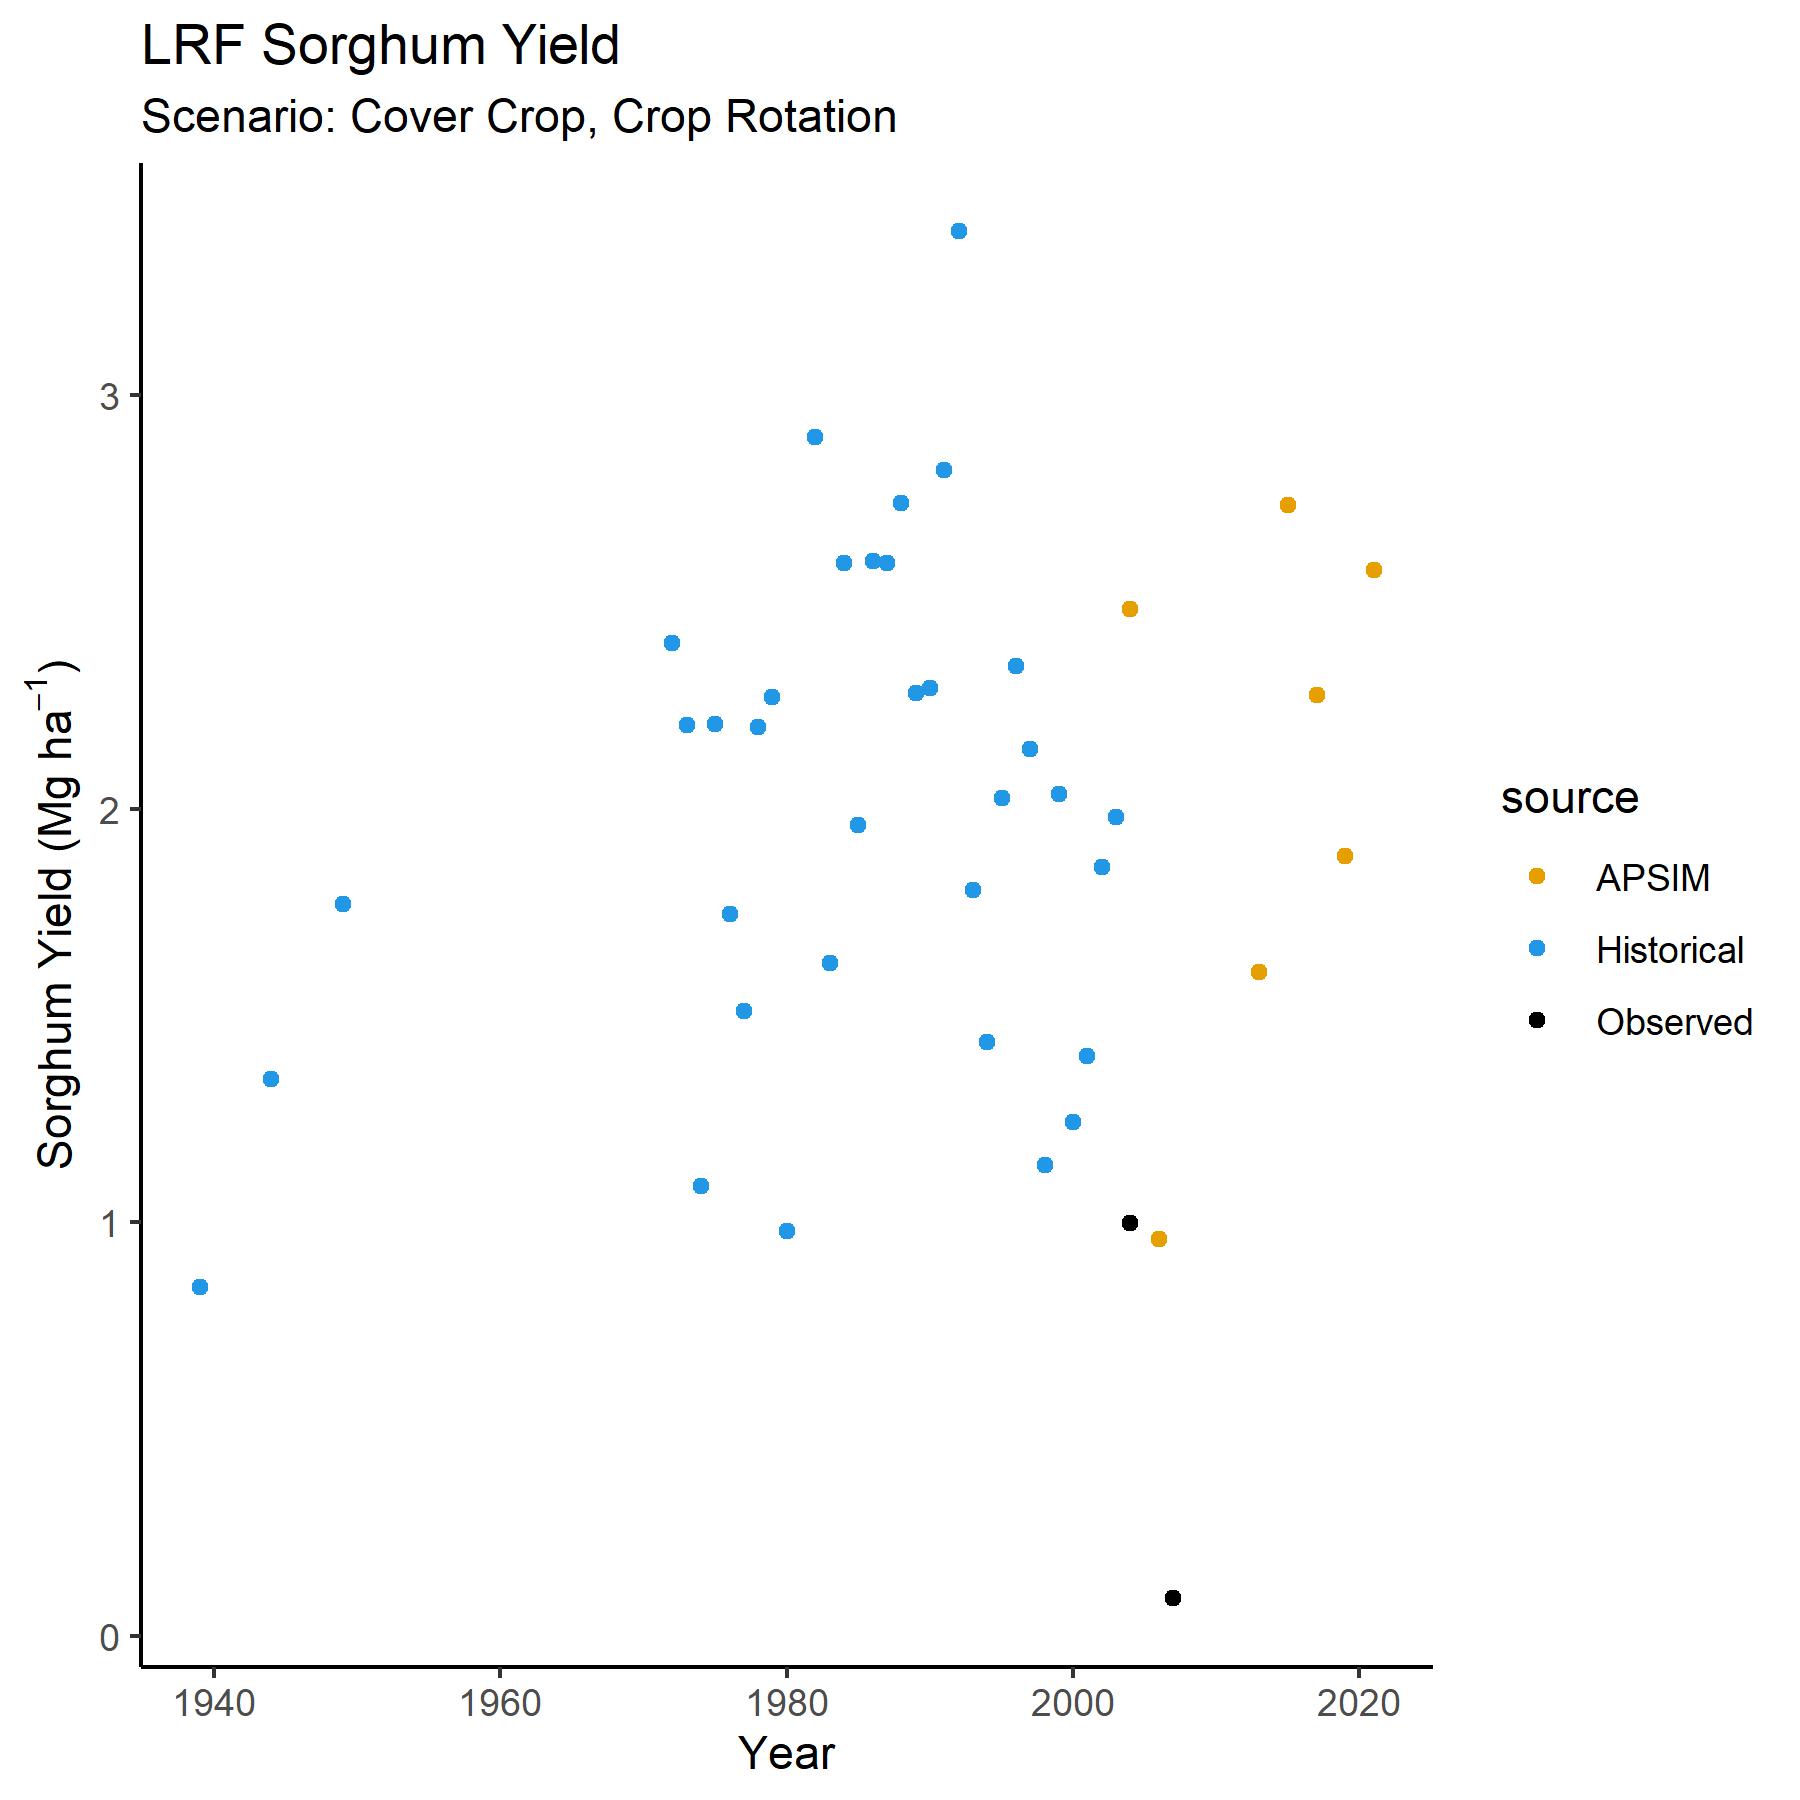 LRF Sorghum Yield
Scenario: Cover Crop, Crop Rotation
Sorghum Yield (Mg ha⁻¹)
3
2
1
0
1940 1960 1980 2000 2020
Year
source
APSIM
Historical
Observed